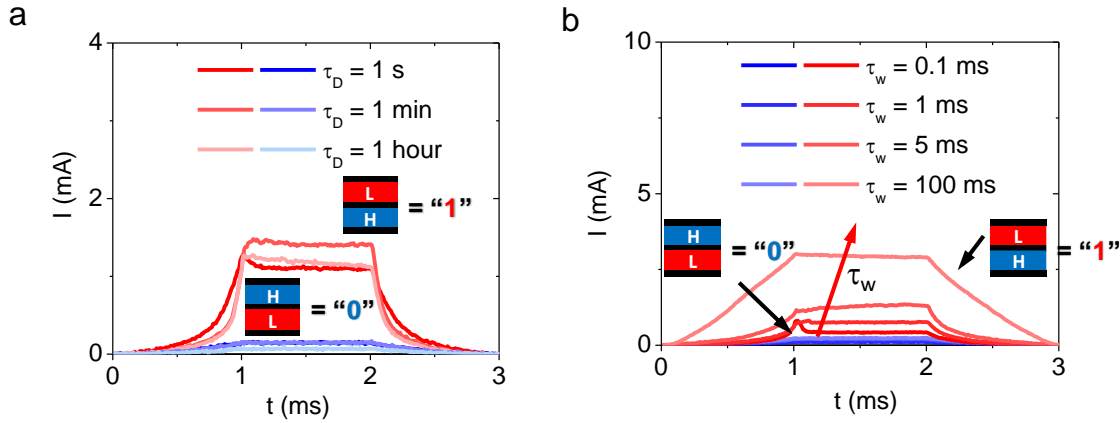 a
4
2
0
0
1
2
3
I (mA)
t (ms)
τD = 1 s
τD = 1 min
τD = 1 hour
L
H
= “1”
H
L
= “0”
b
10
5
0
0
1
2
3
I (mA)
t (ms)
τw = 0.1 ms
τw = 1 ms
τw = 5 ms
τw = 100 ms
H
L
= “0”
τw
L
H
= “1”